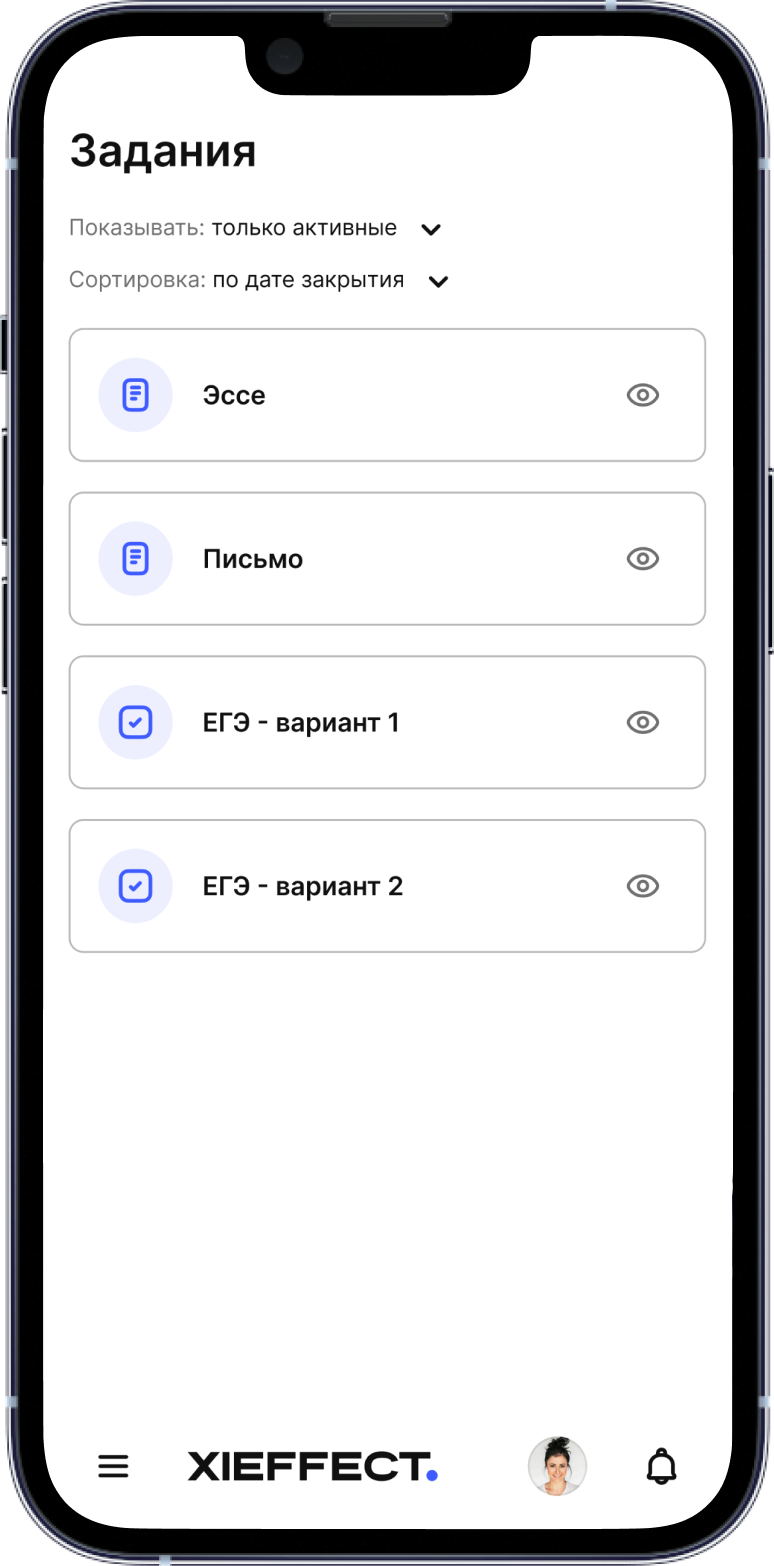 Задания
Показывать: только активные
Сортировка: по дате закрытия
Эссе
Письмо
ЕГЭ - вариант 1
ЕГЭ - вариант 2
XIEFFECT.